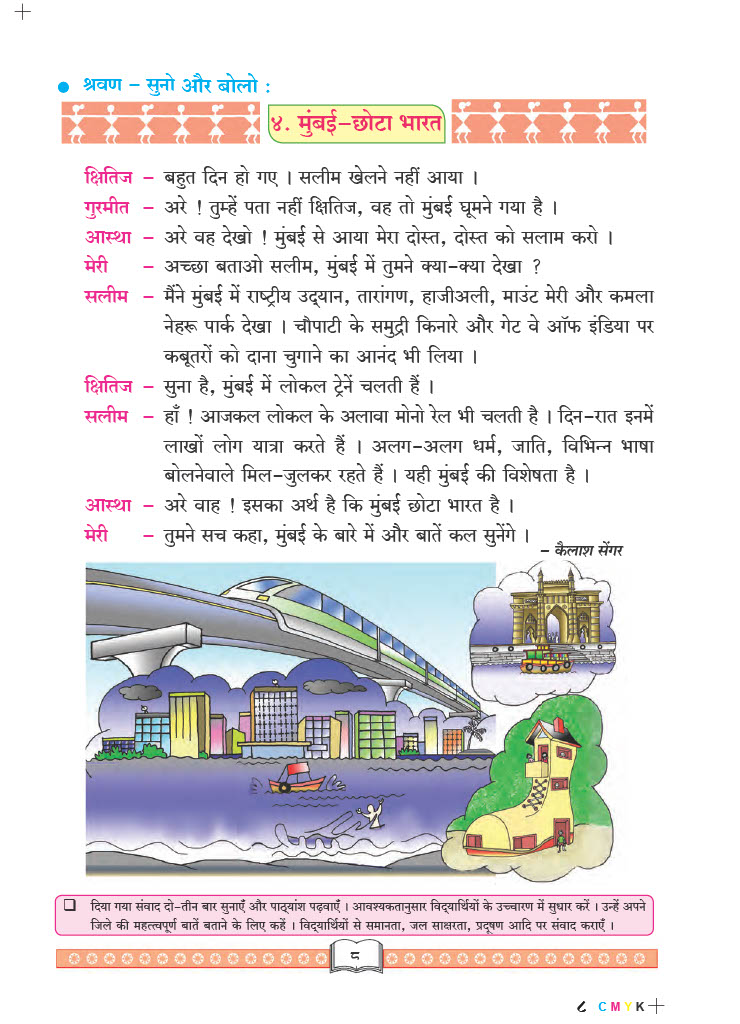 श्रवण – सुनो और बोलो :
४. मुंबई–छोटा भारत
क्षितिज – बहुत दिन हो गए । सलीम खेलने नहीं आया ।
गुरमीत – अरे ! तुम्हें पता नहीं क्षितिज, वह तो मुंबई घूमने गया है ।
आस्था – अरे वह देखो ! मुंबई से आया मेरा दोस्त, दोस्त को सलाम करो ।
मेरी – अच्छा बताओ सलीम, मुंबई में तुमने क्या-क्या देखा ?
सलीम – मैंने मुंबई में राष्ट्रीय उद्यान, तारांगण, हाजीअली, माउंट मेरी और कमला
नेहरू पार्क देखा । चौपाटी के समुद्री किनारे और गेट वे ऑफ इंडिया पर
कबूतरों को दाना चुगाने का आनंद भी लिया ।
क्षितिज – सुना है, मुंबई में लोकल ट्रेनें चलती हैं ।
सलीम – हाँ ! आजकल लोकल के अलावा मोनो रेल भी चलती है । दिन-रात इनमें
लाखों लोग यात्रा करते हैं । अलग-अलग धर्म, जाति, विभिन्न भाषा
बोलनेवाले मिल-जुलकर रहते हैं । यही मुंबई की विशेषता है ।
आस्था – अरे वाह ! इसका अर्थ है कि मुंबई छोटा भारत है ।
मेरी – तुमने सच कहा, मुंबई के बारे में और बातें कल सुनेंगे ।
– कैलाश सेंगर
❑ दिया गया संवाद दो-तीन बार सुनाएँ और पाठ्यांश पढ़वाएँ । आवश्यकतानुसार विद्यार्थियों के उच्चारण में सुधार करें । उन्हें अपने
जिले की महत्त्वपूर्ण बातें बताने के लिए कहें । विद्यार्थियों से समानता, जल साक्षरता, प्रदूषण आदि पर संवाद कराएँ ।
८
८ C M Y K